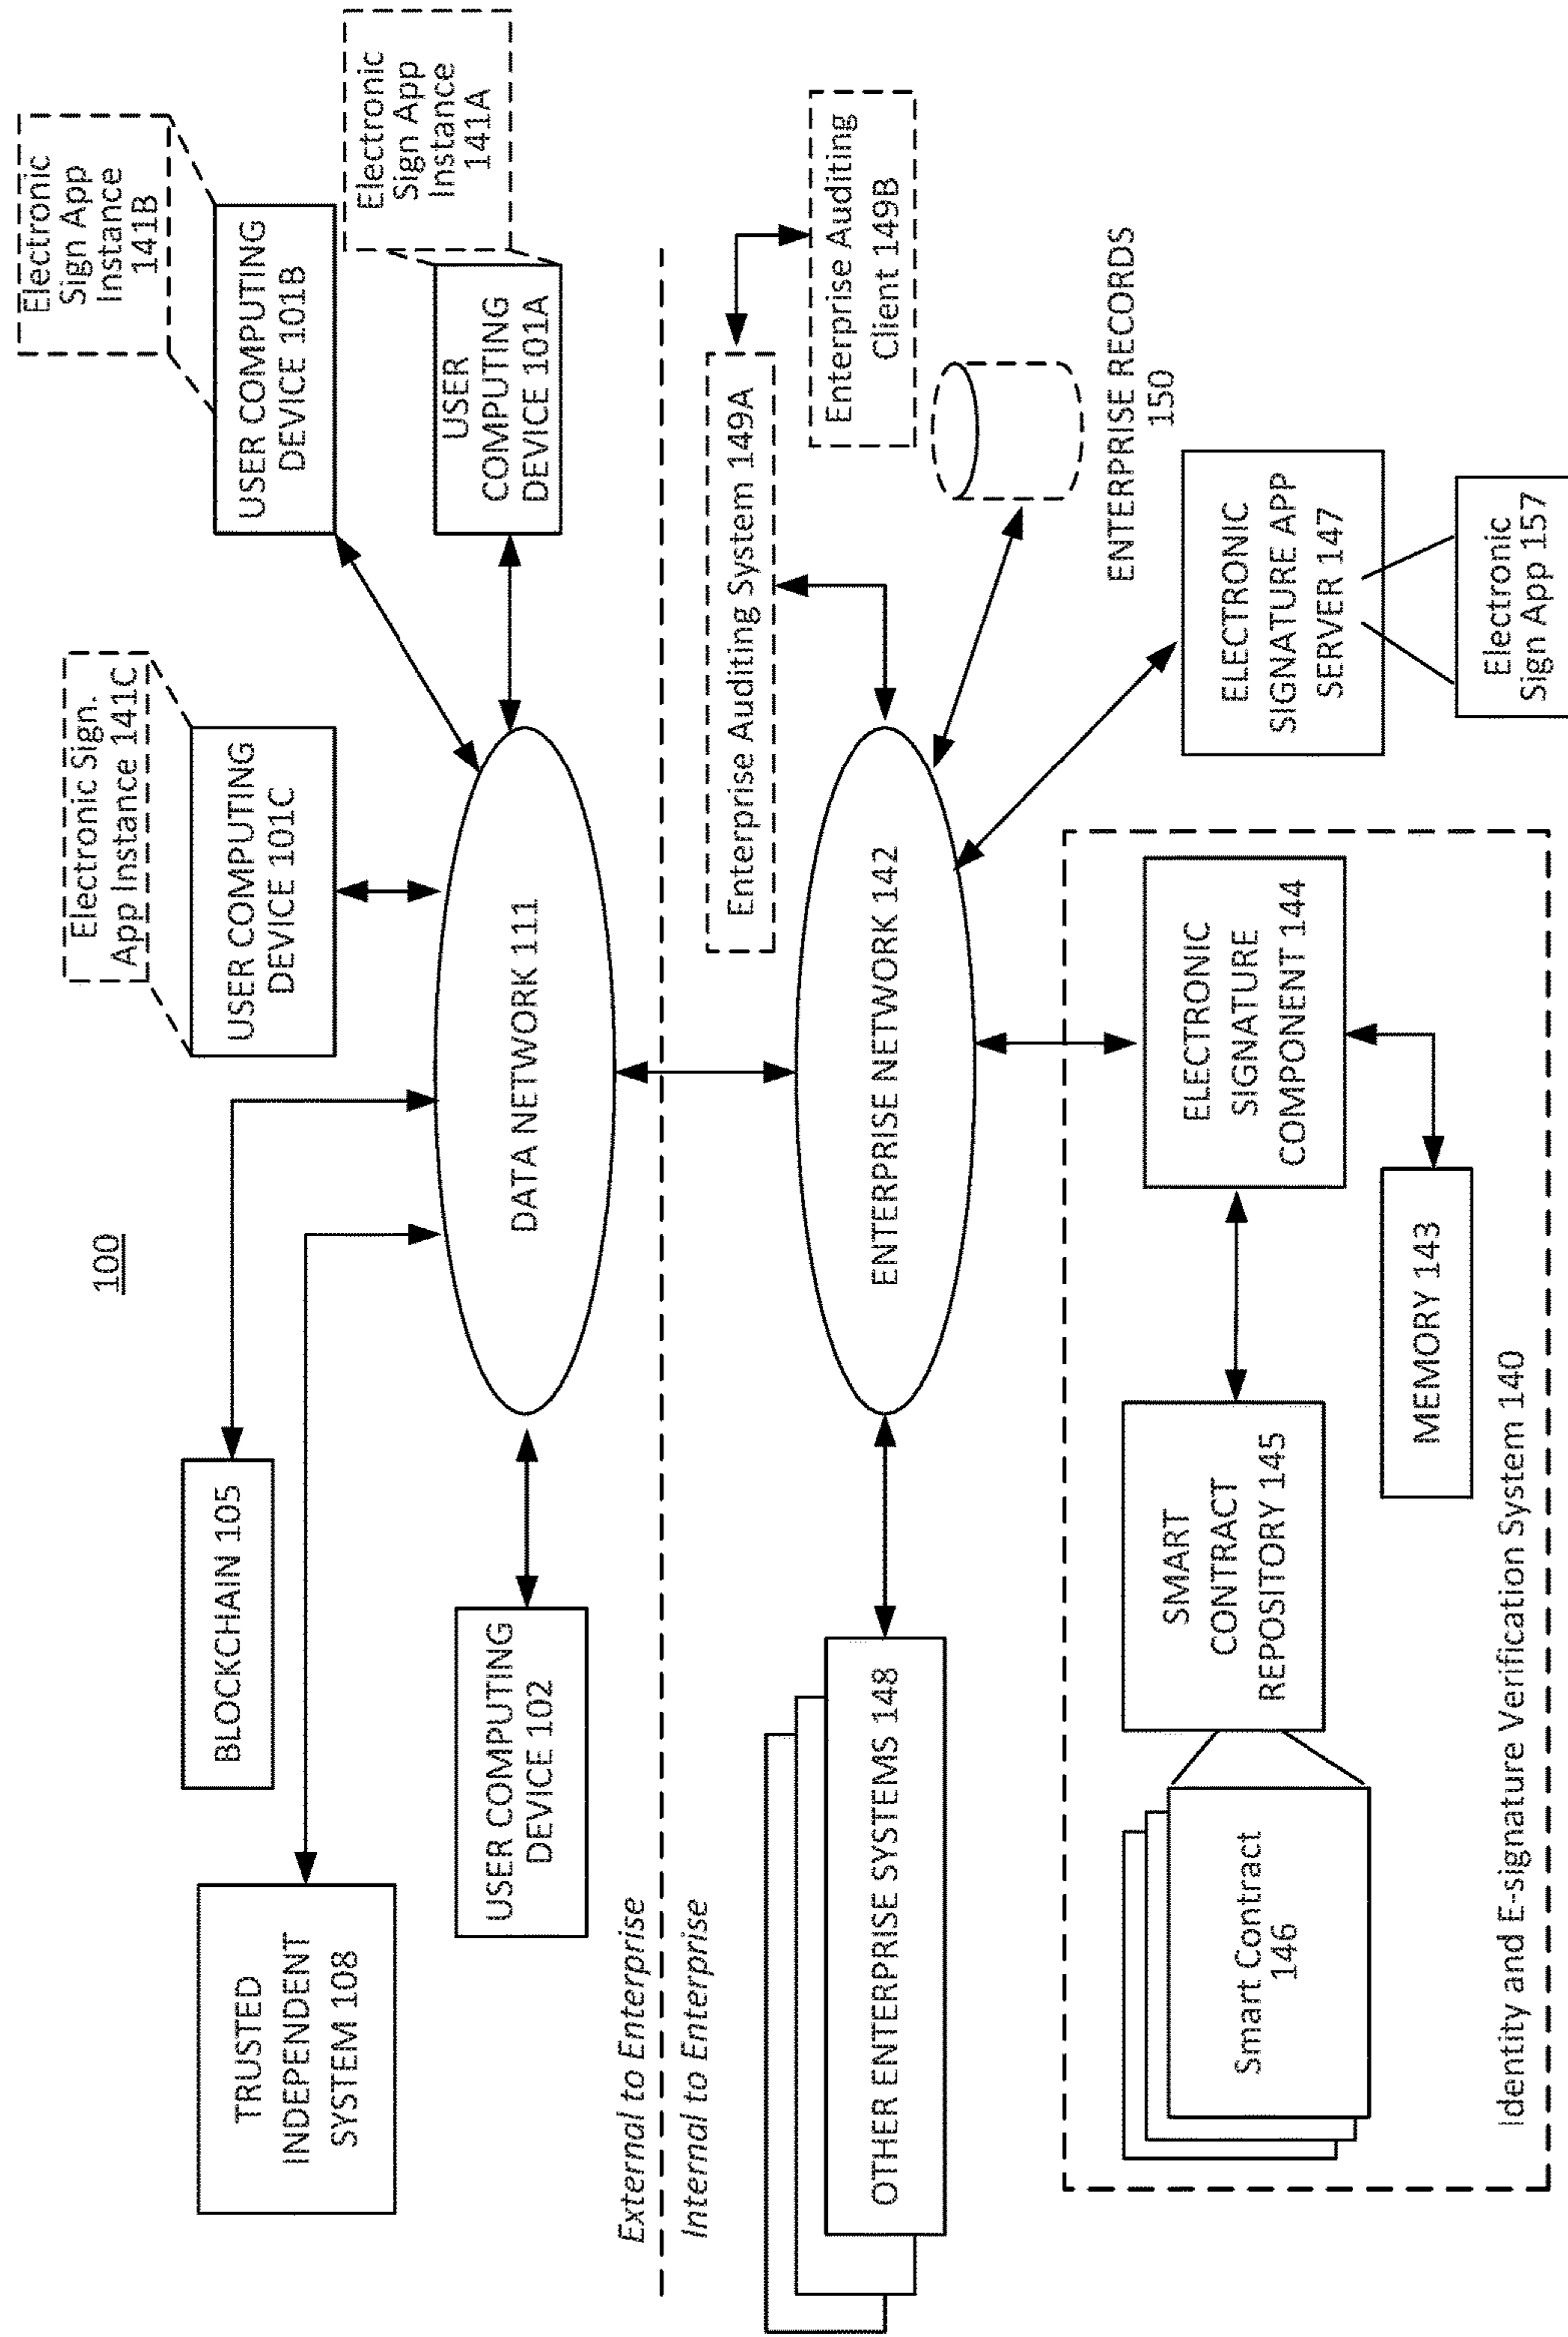 100
TRUSTED
INDEPENDENT
SYSTEM 108
BLOCKCHAIN 105
Electronic Sign.
App Instance 141C
USER COMPUTING
DEVICE 101C
Electronic
Sign App
Instance
141B
USER COMPUTING
DEVICE 101B
Electronic
Sign App
Instance
141A
USER
COMPUTING
DEVICE 101A
USER COMPUTING
DEVICE 102
DATA NETWORK 111
External to Enterprise
Internal to Enterprise
OTHER ENTERPRISE SYSTEMS 148
ENTERPRISE NETWORK 142
Enterprise Auditing System 149A
Enterprise Auditing
Client 149B
ENTERPRISE RECORDS
150
Smart Contract
146
SMART
CONTRACT
REPOSITORY 145
ELECTRONIC
SIGNATURE
COMPONENT 144
MEMORY 143
Identity and E-signature Verification System 140
ELECTRONIC
SIGNATURE APP
SERVER 147
Electronic
Sign App 157